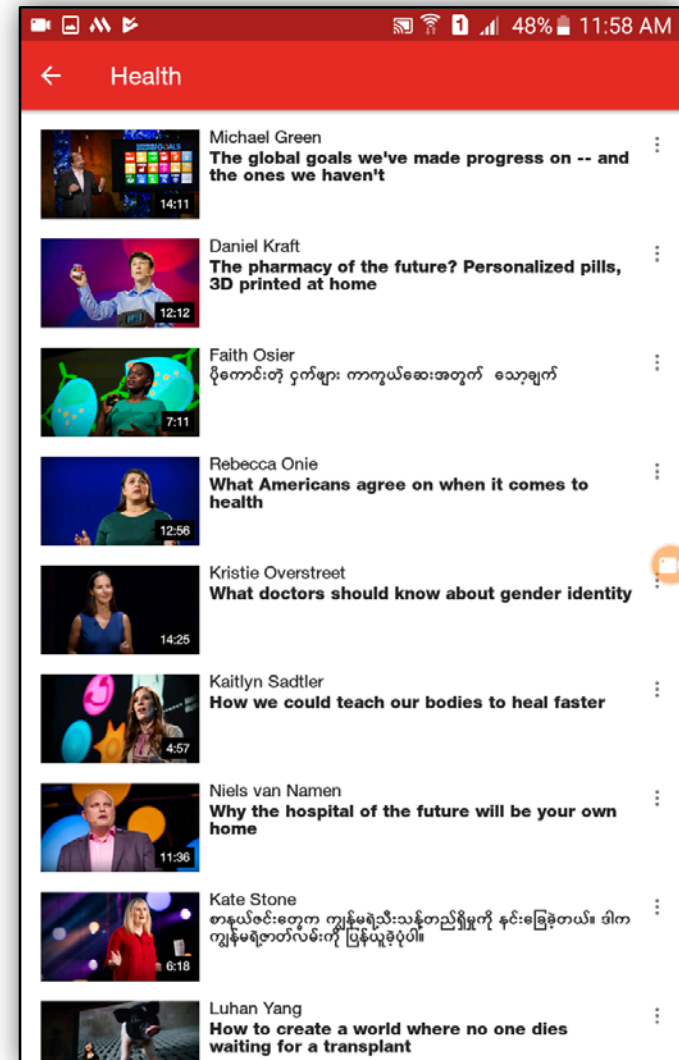 1 48% 11:58 AM
Health
Michael Green
The global goals we've made progress on -- and
the ones we haven't
14:11
Daniel Kraft
The pharmacy of the future? Personalized pills,
3D printed at home
12:12
Faith Osier
ပိုကောင်းတဲ့ ငှက်ဖျား ကာကွယ်ဆေးအတွက် သော့ချက်
7:11
Rebecca Onie
What Americans agree on when it comes to
health
12:56
Kristie Overstreet
What doctors should know about gender identity
14:25
Kaitlyn Sadtler
How we could teach our bodies to heal faster
4:57
Niels van Namen
Why the hospital of the future will be your own
home
11:36
Kate Stone
စာနယ်ဇင်းတွေက ကျွန်မရဲ့သီးသန့်တည်ရှိမှုကို နင်းခြေခဲ့တယ်။ ဒါက
ကျွန်မရဲ့ဇာတ်လမ်းကို ပြန်ယူခဲ့ပုံပါ။
6:18
Luhan Yang
How to create a world where no one dies
waiting for a transplant